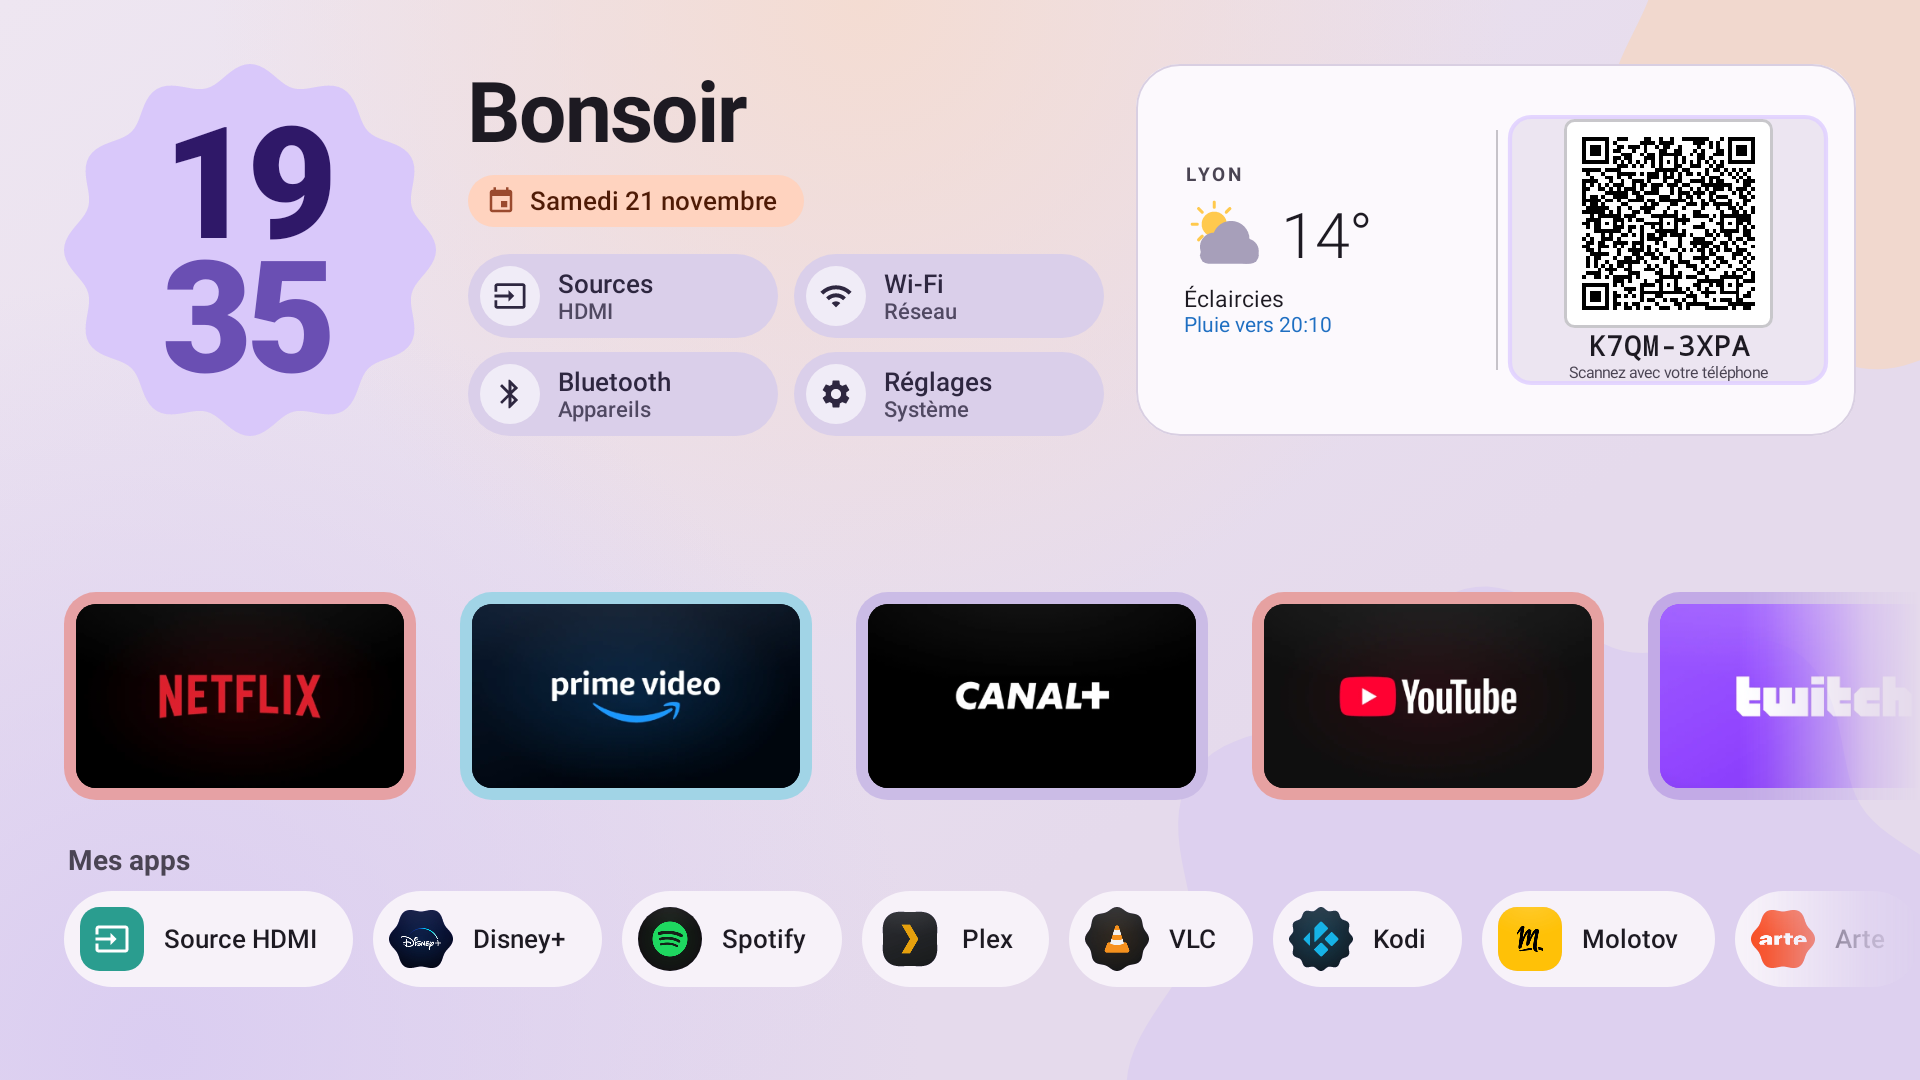 19
35
Bonsoir
Samedi 21 novembre
Sources
HDMI
Wi-Fi
Réseau
Bluetooth
Appareils
Réglages
Système
LYON
14°
Éclaircies
Pluie vers 20:10
K7QM-3XPA
Scannez avec votre téléphone
NETFLIX
prime video
CANAL+
YouTube
twitch
Mes apps
Source HDMI
Disney+
Disney+
Spotify
Plex
VLC
Kodi
M.
Molotov
arte
Arte